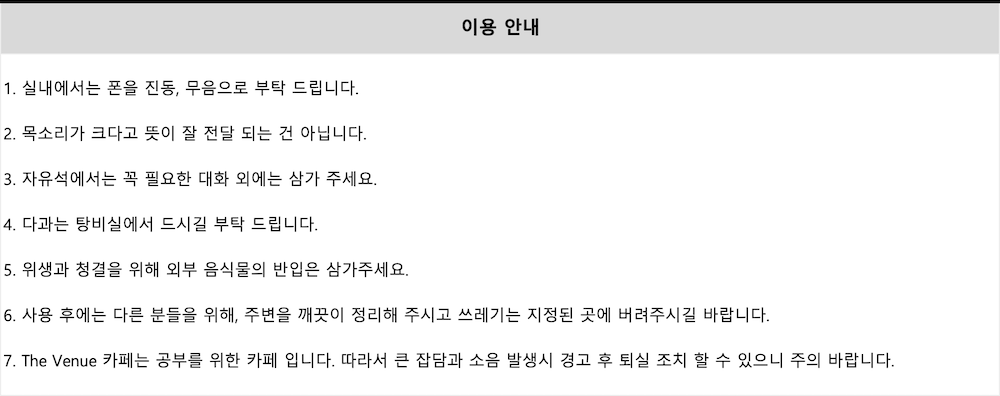 이용 안내
1. 실내에서는 폰을 진동, 무음으로 부탁 드립니다.
2. 목소리가 크다고 뜻이 잘 전달 되는 건 아닙니다.
3. 자유석에서는 꼭 필요한 대화 외에는 삼가 주세요.
4. 다과는 탕비실에서 드시길 부탁 드립니다.
5. 위생과 청결을 위해 외부 음식물의 반입은 삼가주세요.
6. 사용 후에는 다른 분들을 위해, 주변을 깨끗이 정리해 주시고 쓰레기는 지정된 곳에 버려주시길 바랍니다.
7. The Venue 카페는 공부를 위한 카페 입니다. 따라서 큰 잡담과 소음 발생시 경고 후 퇴실 조치 할 수 있으니 주의 바랍니다.